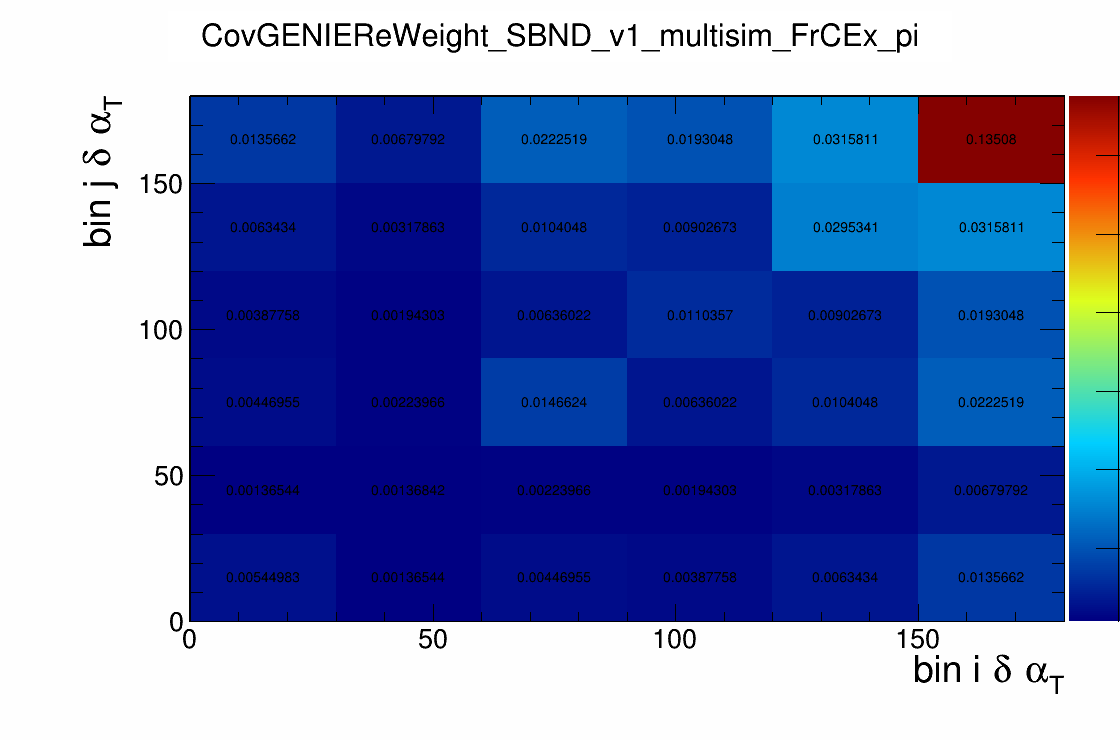 CovGENIEReWeight_SBND_v1_multisim_FrCEx_pi
bin j δ α_T
0.0135662 0.00679792 0.0222519 0.0193048 0.0315811 0.13508
150
0.0063434 0.00317863 0.0104048 0.00902673 0.0295341 0.0315811
100
0.00387758 0.00194303 0.00636022 0.0110357 0.00902673 0.0193048
0.00446955 0.00223966 0.0146624 0.00636022 0.0104048 0.0222519
50
0.00136544 0.00136642 0.00223966 0.00194303 0.00317863 0.00679792
0.00544983 0.00136544 0.00446955 0.00387758 0.0063434 0.0135662
0
0 50 100 150
bin i δ α_T